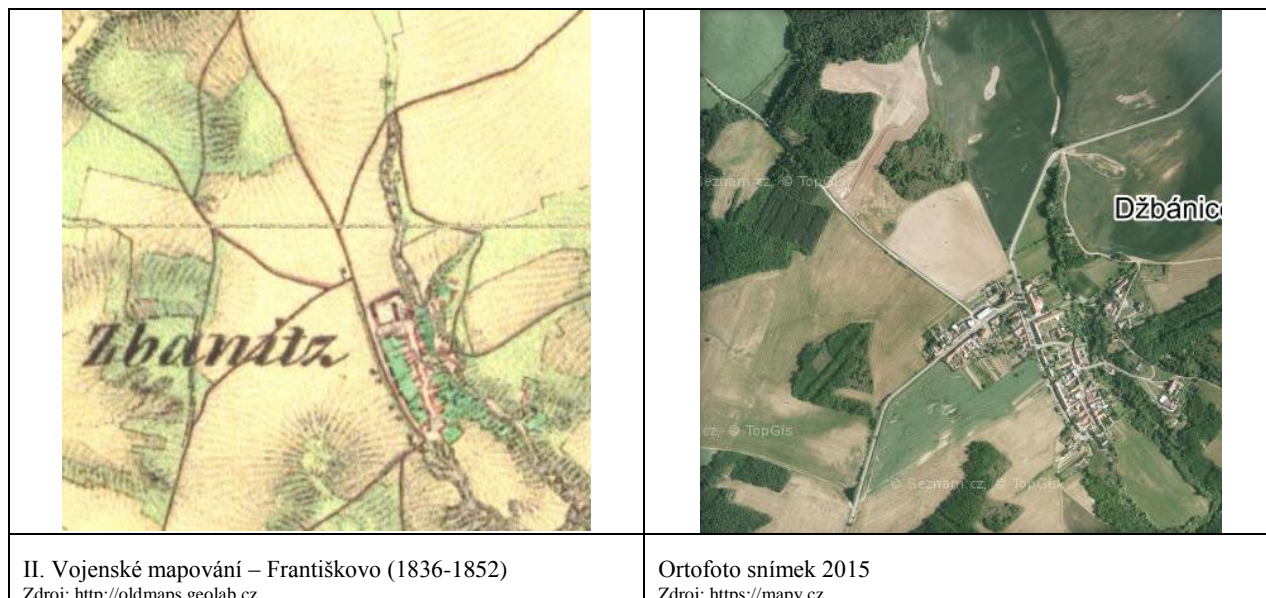 Zbanitz
Seznam.cz, © TopGis
Džbánic
cz, © TopGis
© Seznam.cz, © TopGis
II. Vojenské mapování – Františkovo (1836-1852)
Zdroj: http://oldmaps.geolab.cz
Ortofoto snímek 2015
Zdroj: https://mapy.cz